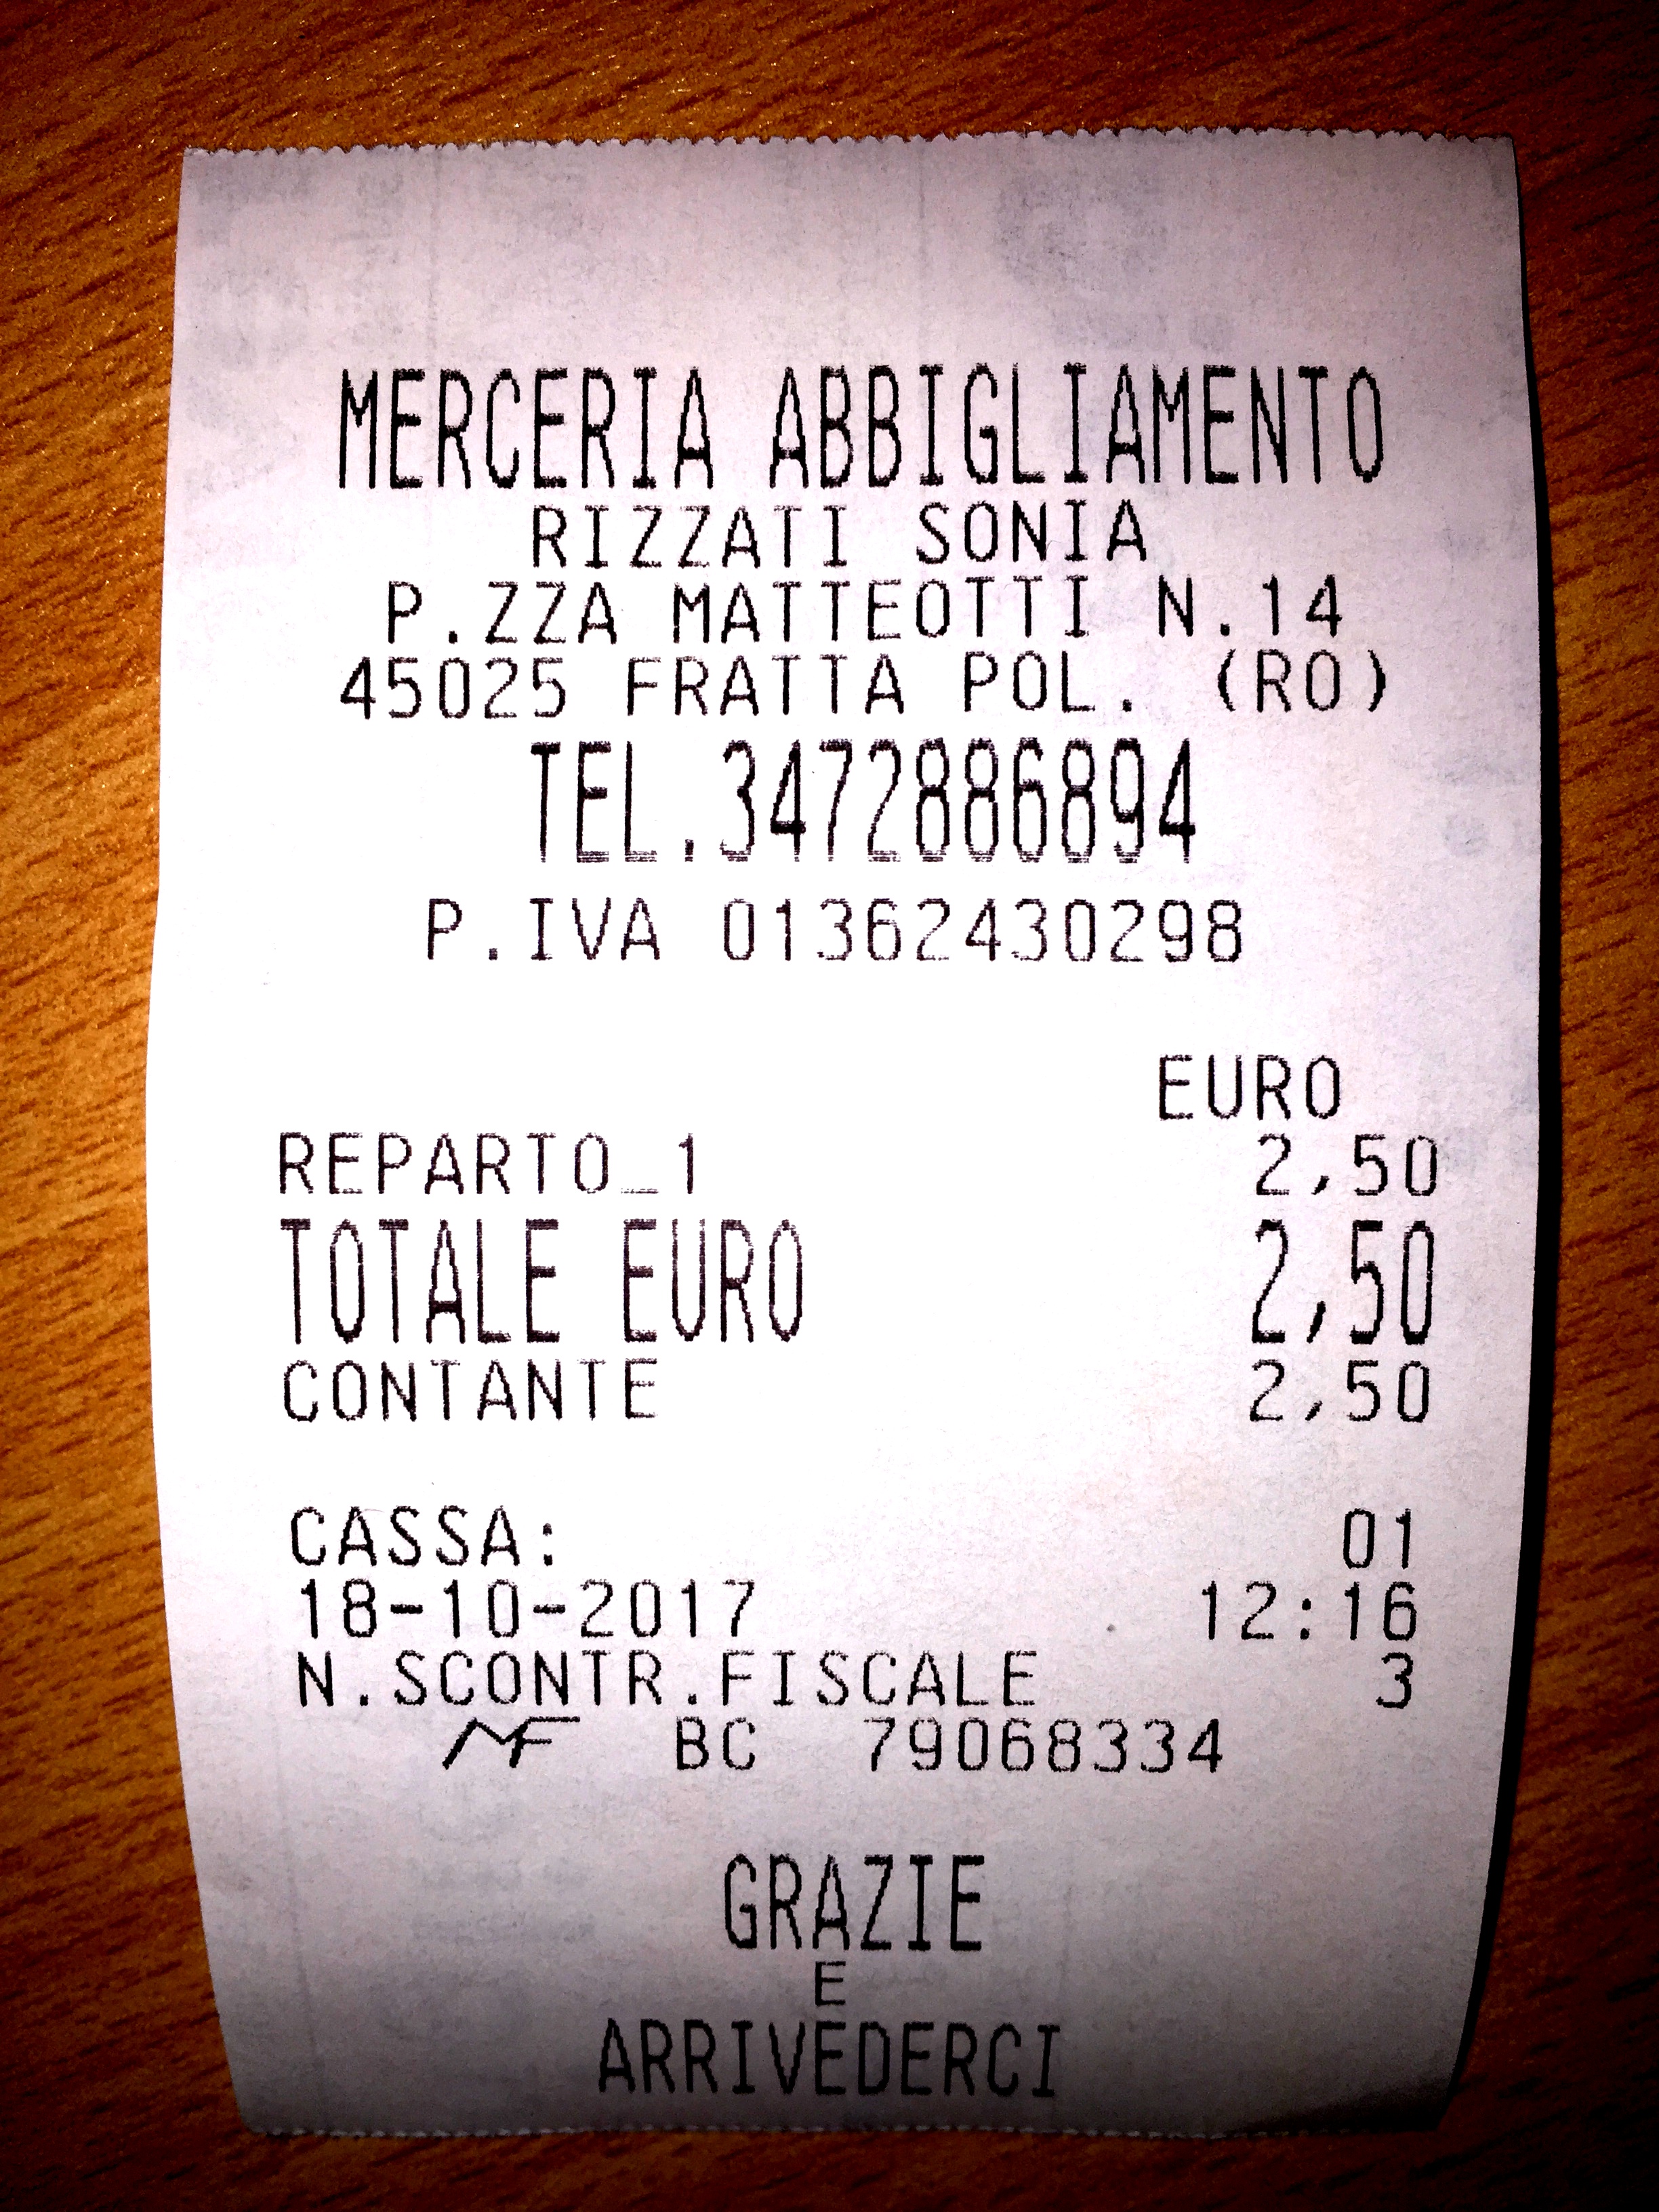 MERCERIA ABBIGLIAMENTO
RIZZATI SONIA
P.ZZA MATTEOTTI N.14
45025 FRATTA POL. (RO)
TEL.3472886894
P.IVA 01362430298
EURO
REPARTO_1 2,50
TOTALE EURO 2,50
CONTANTE 2,50
CASSA: 01
18-10-2017 12:16
N.SCONTR.FISCALE 3
MF BC 79068334
GRAZIE
E
ARRIVEDERCI